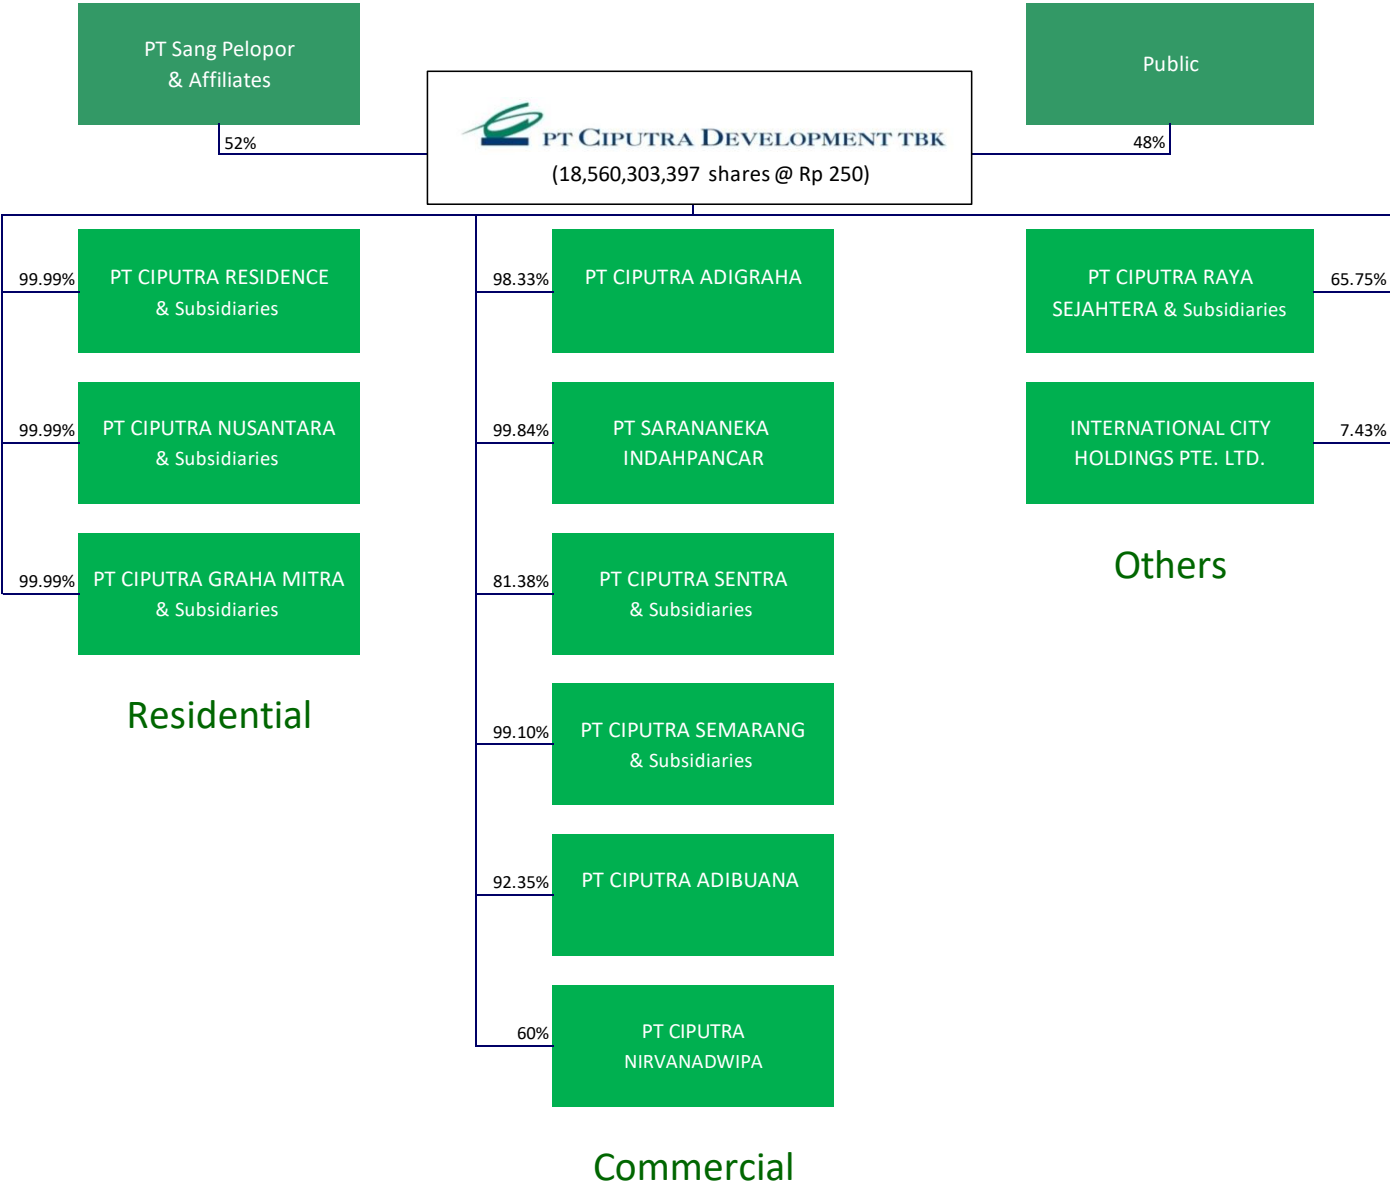 PT Sang Pelopor
& Affiliates
52%
PT CIPUTRA DEVELOPMENT TBK
(18,560,303,397 shares @ Rp 250)
Public
48%
99.99%
PT CIPUTRA RESIDENCE
& Subsidiaries
99.99%
PT CIPUTRA NUSANTARA
& Subsidiaries
99.99%
PT CIPUTRA GRAHA MITRA
& Subsidiaries
Residential
98.33%
PT CIPUTRA ADIGRAHA
99.84%
PT SARANANEKA
INDAHPANCAR
81.38%
PT CIPUTRA SENTRA
& Subsidiaries
99.10%
PT CIPUTRA SEMARANG
& Subsidiaries
92.35%
PT CIPUTRA ADIBUANA
60%
PT CIPUTRA
NIRVANADWIPA
Commercial
PT CIPUTRA RAYA
SEJAHTERA & Subsidiaries
65.75%
INTERNATIONAL CITY
HOLDINGS PTE. LTD.
7.43%
Others